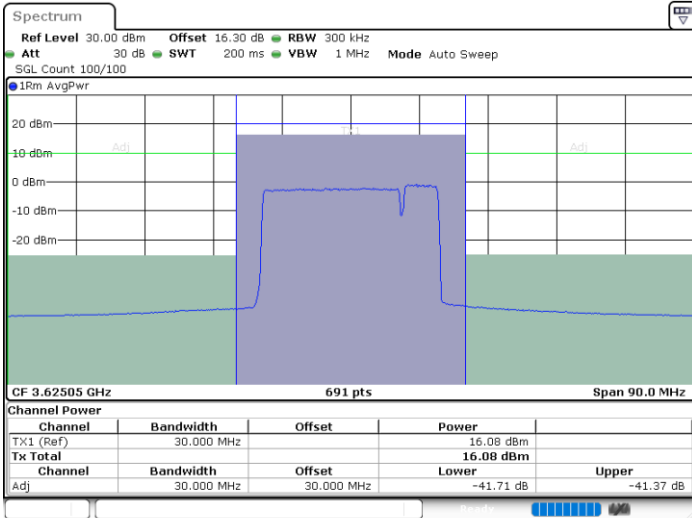 Spectrum
Ref Level 30.00 dBm Offset 16.30 dB RBW 300 kHz
Att 30 dB SWT 200 ms VBW 1 MHz Mode Auto Sweep
SGL Count 100/100
1Rm AvgPwr
20 dBm
TX1
Adj Adj
10 dBm
0 dBm
-10 dBm
-20 dBm
CF 3.62505 GHz 691 pts Span 90.0 MHz
Channel Power
Channel Bandwidth Offset Power
TX1 (Ref) 30.000 MHz 16.08 dBm
Tx Total 16.08 dBm
Channel Bandwidth Offset Lower Upper
Adj 30.000 MHz 30.000 MHz -41.71 dB -41.37 dB
Ready